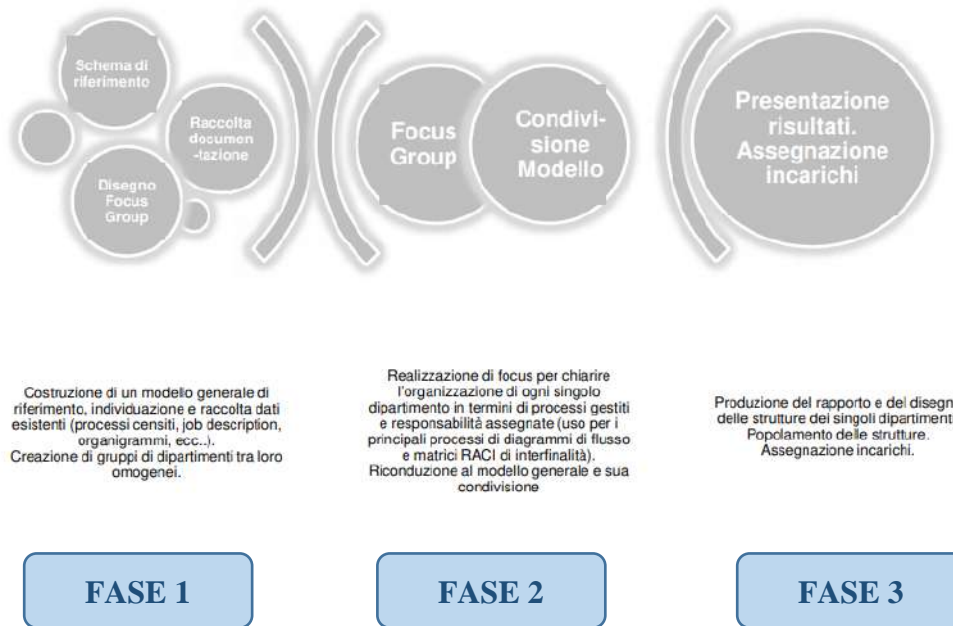 Schema di
riferimento
Raccolta
documen
-tazione
Disegno
Focus
Group
Focus
Group
Condivi-
sione
Modello
Presentazione
risultati.
Assegnazione
incarichi
Costruzione di un modello generale di
riferimento, individuazione e raccolta dati
esistenti (processi censiti, job description,
organigrammi, ecc..).
Creazione di gruppi di dipartimenti tra loro
omogenei.
Realizzazione di focus per chiarire
l'organizzazione di ogni singolo
dipartimento in termini di processi gestiti
e responsabilità assegnate (uso per i
principali processi di diagrammi di flusso
e matrici RACI di interfinalità).
Riconduzione al modello generale e sua
condivisione
Produzione del rapporto e del disegn
delle strutture dei singoli dipartiment
Popolamento delle strutture.
Assegnazione incarichi.
FASE 1
FASE 2
FASE 3